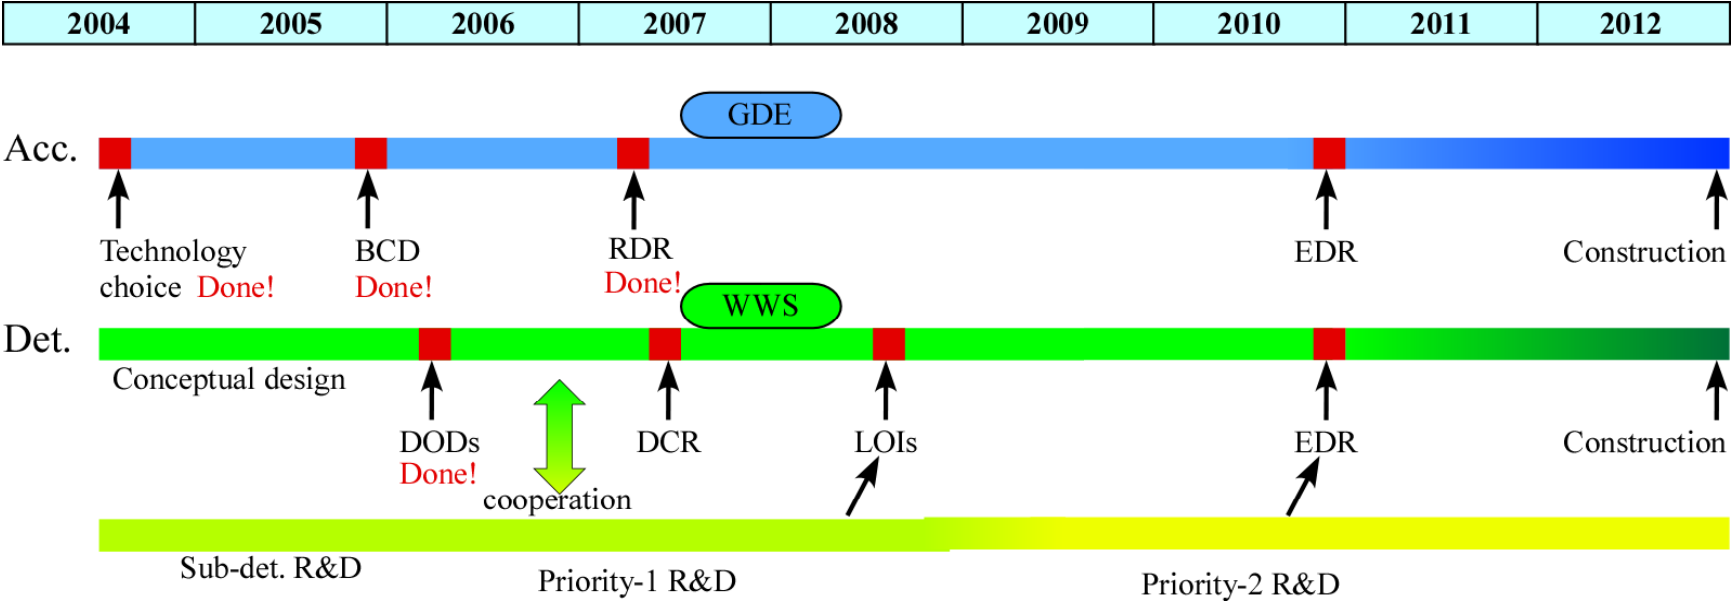 2004 2005 2006 2007 2008 2009 2010 2011 2012
GDE
Acc.
Technology
choice Done!
BCD
Done!
RDR
Done!
EDR
Construction
WWS
Det.
Conceptual design
DODs
Done!
DCR
LOIs
EDR
Construction
cooperation
Sub-det. R&D
Priority-1 R&D
Priority-2 R&D